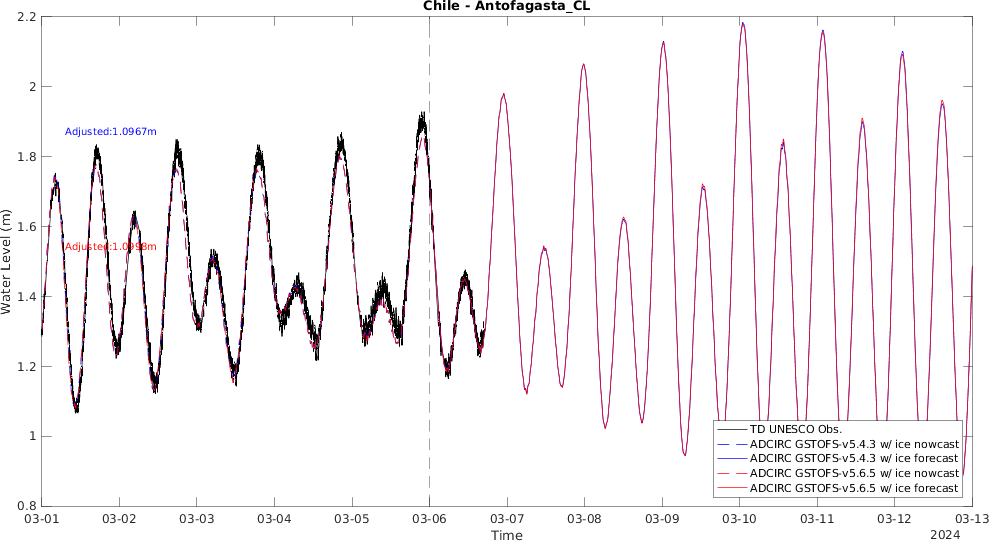 Chile - Antofagasta_CL
2.2
2
1.8
1.6
1.4
1.2
1
0.8
Water Level (m)
Adjusted:1.0967m
Adjusted:1.0998m
TD UNESCO Obs.
ADCIRC GSTOFS-v5.4.3 w/ ice nowcast
ADCIRC GSTOFS-v5.4.3 w/ ice forecast
ADCIRC GSTOFS-v5.6.5 w/ ice nowcast
ADCIRC GSTOFS-v5.6.5 w/ ice forecast
03-01 03-02 03-03 03-04 03-05 03-06 03-07 03-08 03-09 03-10 03-11 03-12 03-13
Time
2024